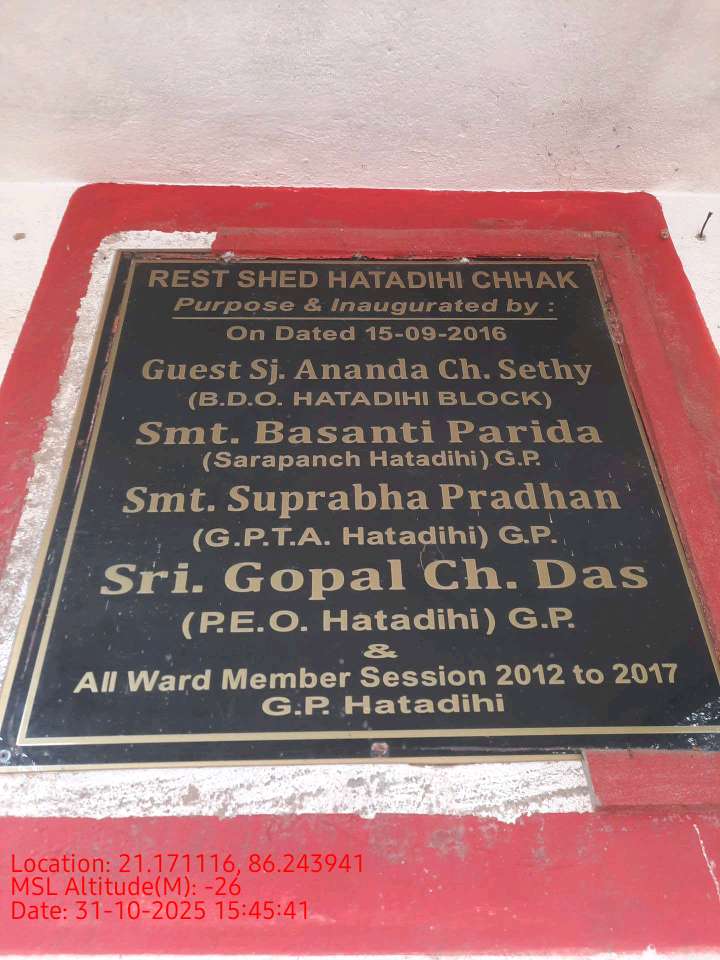 REST SHED HATADIHI CHHAK
Purpose & Inaugurated by :
On Dated 15-09-2016
Guest Sj. Ananda Ch. Sethy
(B.D.O. HATADIHI BLOCK)
Smt. Basanti Parida
(Sarapanch Hatadihi) G.P.
Smt. Suprabha Pradhan
(G.P.T.A. Hatadihi) G.P.
Sri. Gopal Ch. Das
(P.E.O. Hatadihi) G.P.
&
All Ward Member Session 2012 to 2017
G.P. Hatadihi
Location: 21.171116, 86.243941
MSL Altitude(M): -26
Date: 31-10-2025 15:45:41